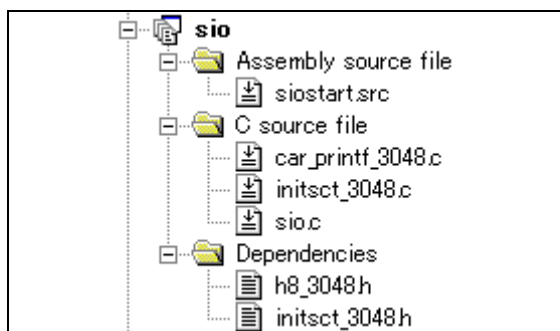 sio
Assembly source file
siostart.src
C source file
car_printf_3048.c
initsct_3048.c
sio.c
Dependencies
h8_3048.h
initsct_3048.h